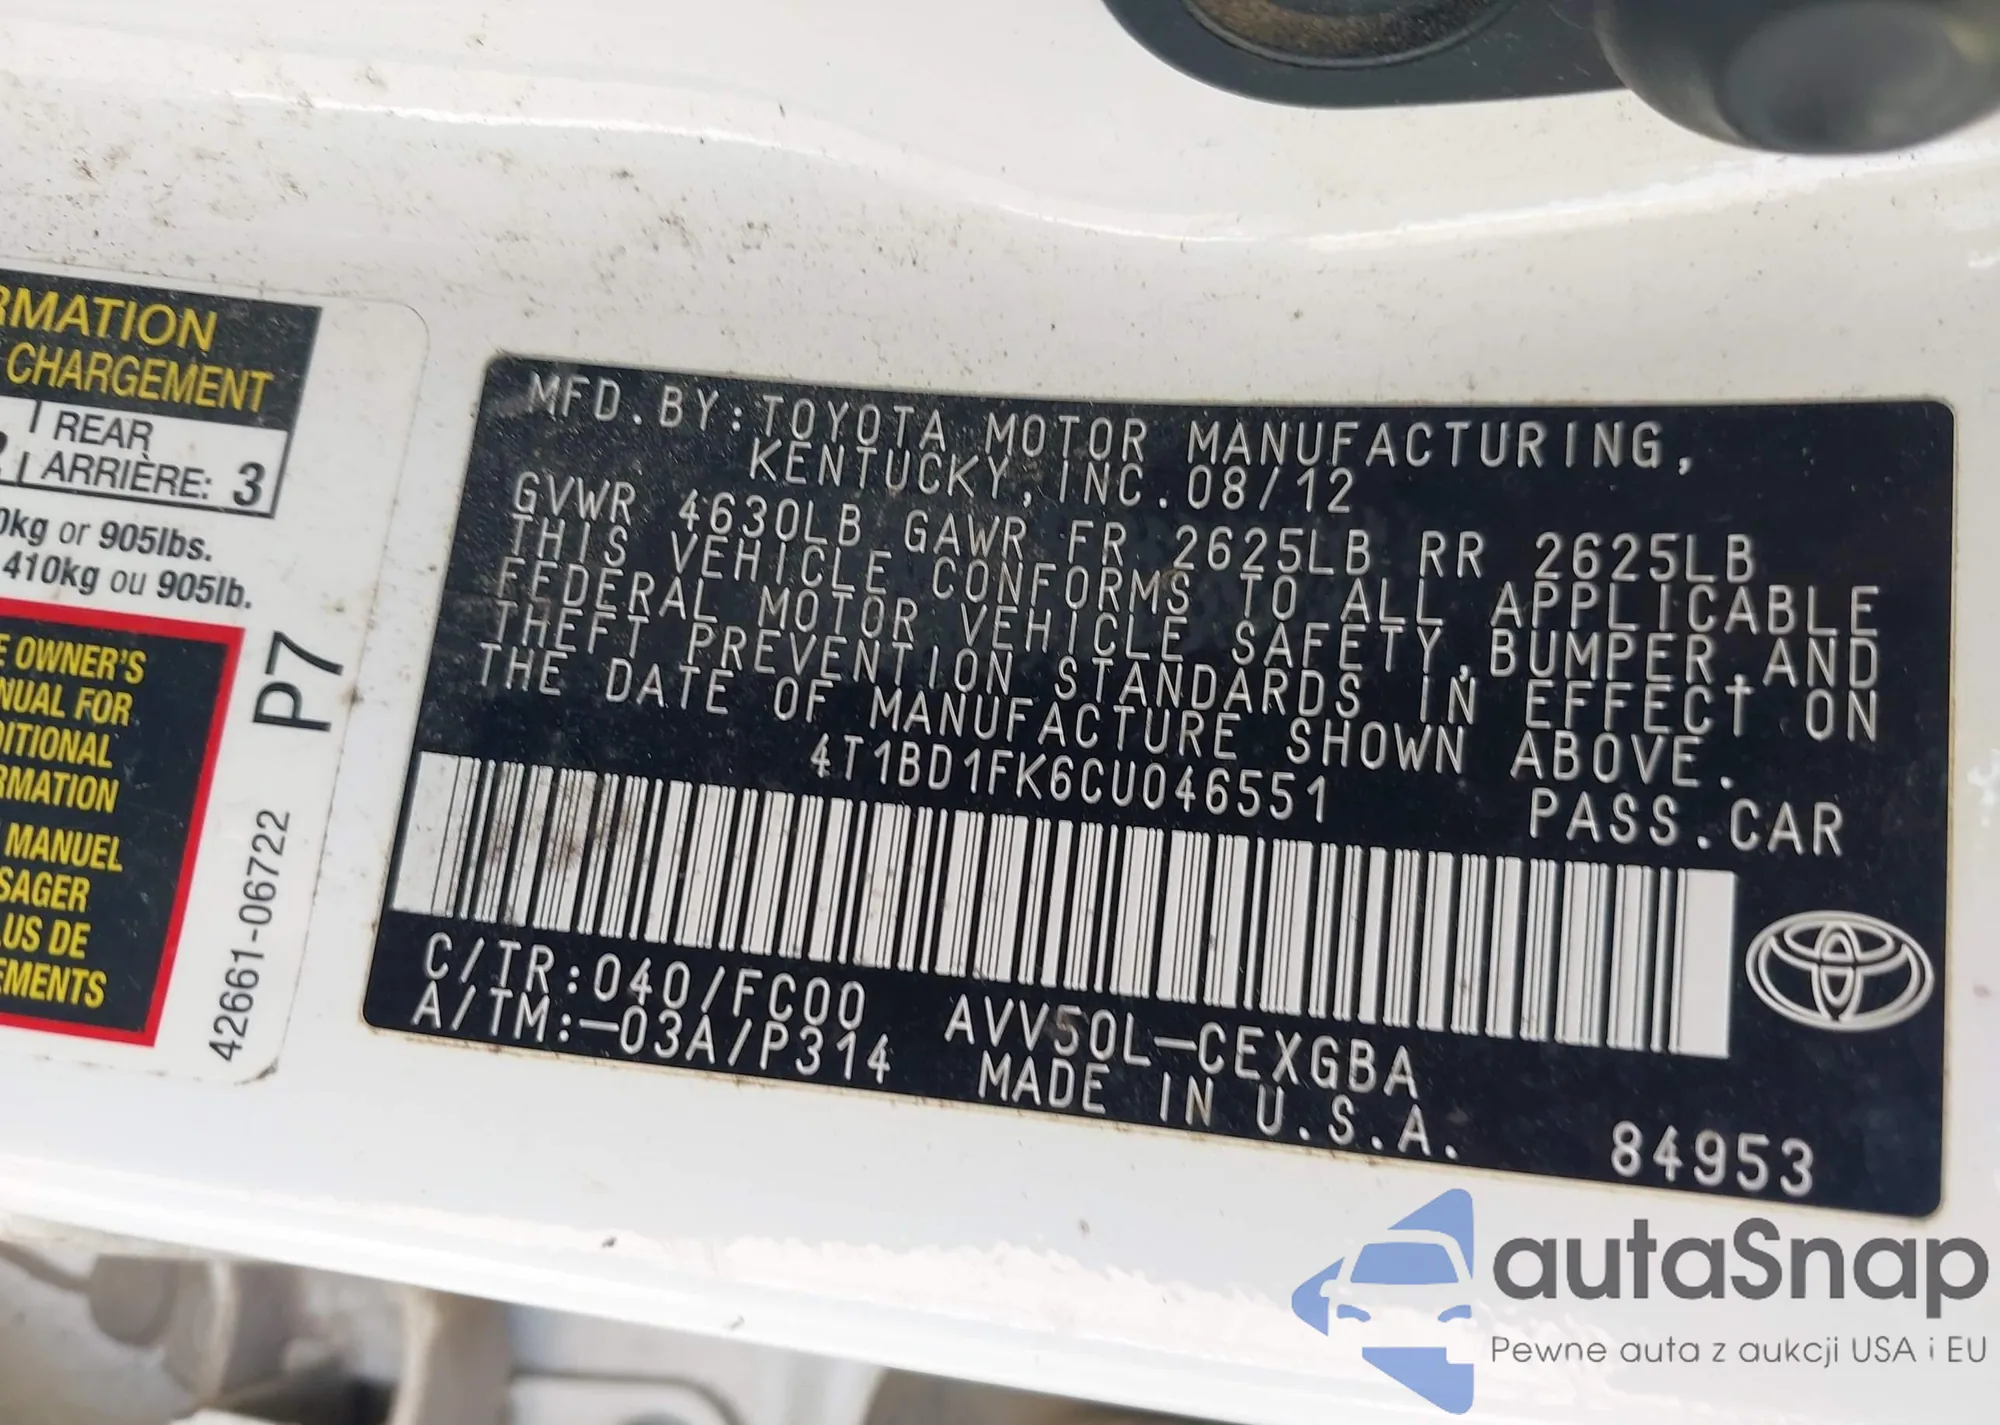 RMATION
CHARGEMENT
REAR
ARRIÈRE: 3
0kg or 905lbs.
410kg ou 905lb.
E OWNER'S
NUAL FOR
DITIONAL
RMATION
MANUEL
SAGER
LUS DE
EMENTS
P7
42661-06722
MFD.BY:TOYOTA MOTOR MANUFACTURING,
KENTUCKY,INC.08/12
GVWR 4630LB GAWR FR 2625LB RR 2625LB
THIS VEHICLE CONFORMS TO ALL APPLICABLE
FEDERAL MOTOR VEHICLE SAFETY,BUMPER,AND
THEFT PREVENTION STANDARDS IN EFFECT ON
THE DATE OF MANUFACTURE SHOWN ABOVE.
4T1BD1FK6CU046551 PASS.CAR
C/TR:040/FC00 AVV50L-CEXGBA
A/TM:-03A/P314 MADE IN U.S.A.
84953
autaSnap
Pewne auta z aukcji USA i EU